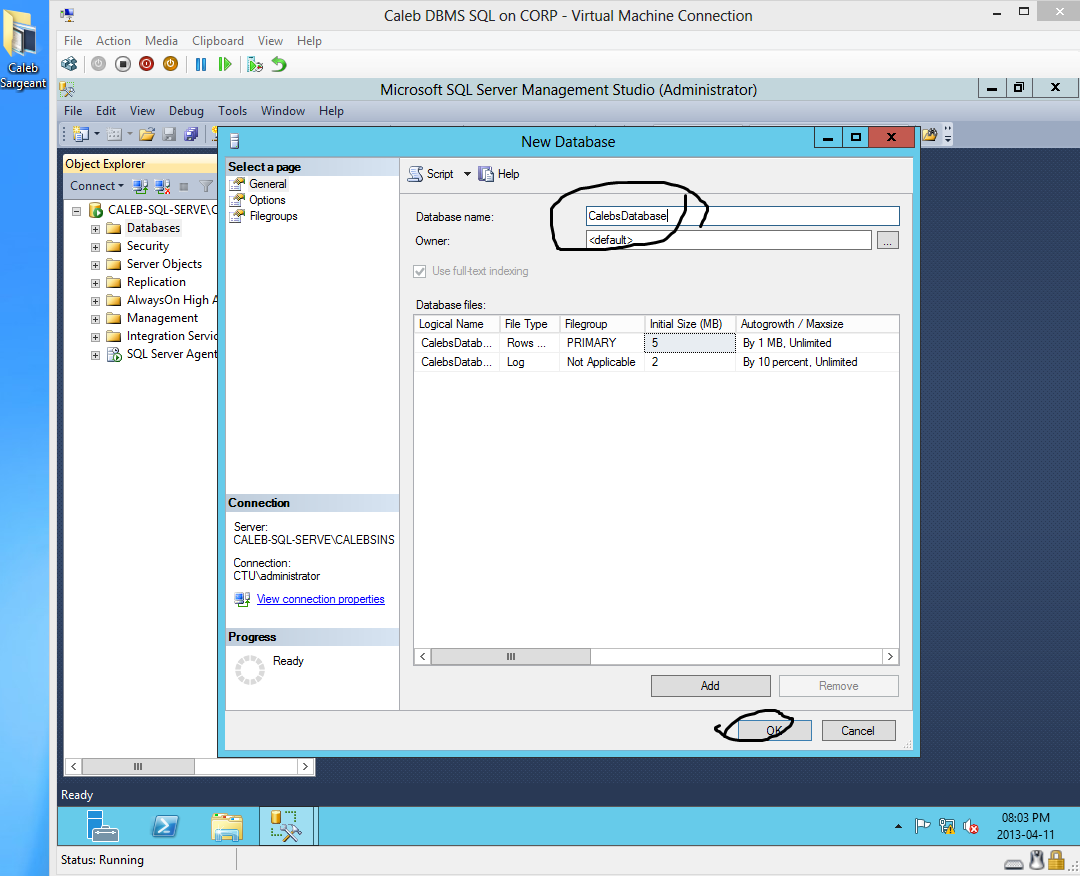 Caleb DBMS SQL on CORP - Virtual Machine Connection
Caleb
Sargeant
File Action Media Clipboard View Help
Microsoft SQL Server Management Studio (Administrator)
File Edit View Debug Tools Window Help
New Database
Object Explorer
Connect
CALEB-SQL-SERVE\C
Databases
Security
Server Objects
Replication
AlwaysOn High A
Management
Integration Servic
SQL Server Agent
Select a page
General
Options
Filegroups
Script Help
Database name: CalebsDatabase
Owner: <default> ...
Use full-text indexing
Database files:
Logical Name File Type Filegroup Initial Size (MB) Autogrowth / Maxsize
CalebsDatab... Rows ... PRIMARY 5 By 1 MB, Unlimited
CalebsDatab... Log Not Applicable 2 By 10 percent, Unlimited
Connection
Server:
CALEB-SQL-SERVE\CALEBSINS
Connection:
CTU\administrator
View connection properties
Progress
Ready
Add Remove
OK Cancel
Ready
08:03 PM
2013-04-11
Status: Running